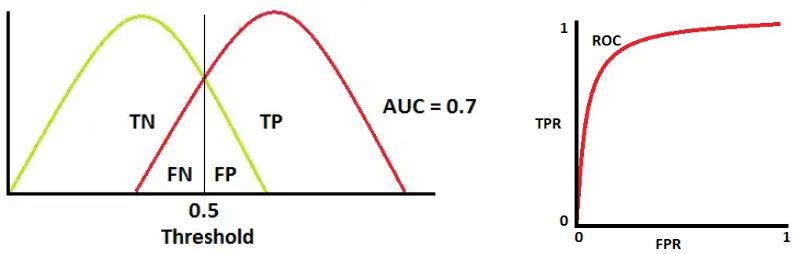 TN
TP
FN
FP
AUC = 0.7
0.5
Threshold
1
ROC
TPR
0
0
1
FPR